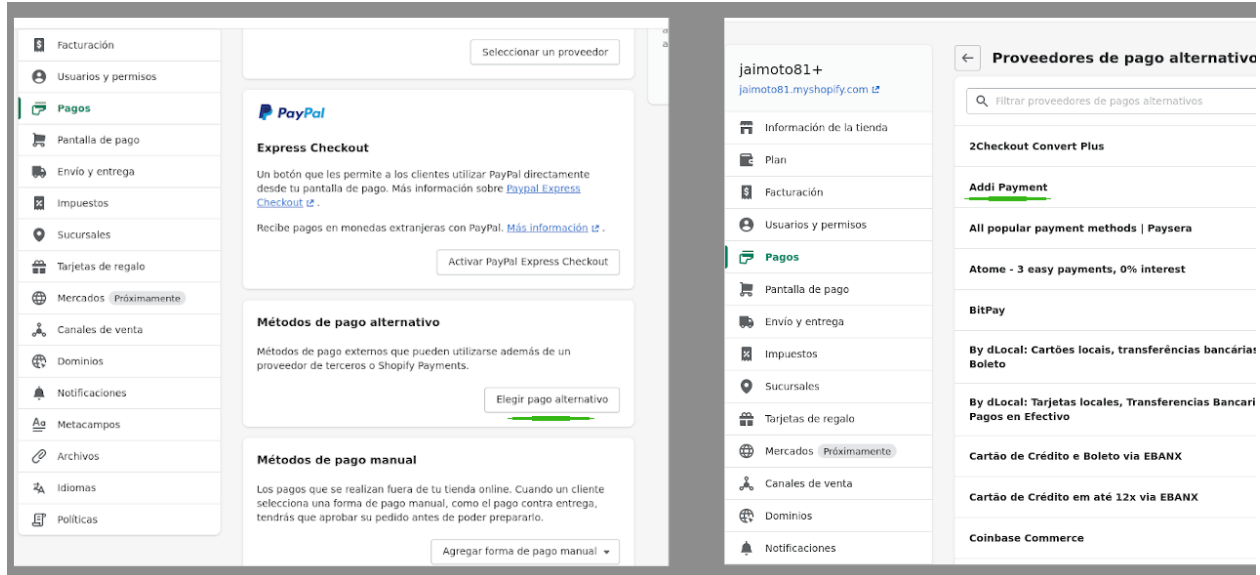 Facturación
Usuarios y permisos
Pagos
Pantalla de pago
Envío y entrega
Impuestos
Sucursales
Tarjetas de regalo
Mercados Próximamente
Canales de venta
Dominios
Notificaciones
Metacampos
Archivos
Idiomas
Políticas
Seleccionar un proveedor
PayPal
Express Checkout
Un botón que les permite a los clientes utilizar PayPal directamente
desde tu pantalla de pago. Más información sobre Paypal Express
Checkout .
Recibe pagos en monedas extranjeras con PayPal. Más información .
Activar PayPal Express Checkout
Métodos de pago alternativo
Métodos de pago externos que pueden utilizarse además de un
proveedor de terceros o Shopify Payments.
Elegir pago alternativo
Métodos de pago manual
Los pagos que se realizan fuera de tu tienda online. Cuando un cliente
selecciona una forma de pago manual, como el pago contra entrega,
tendrás que aprobar su pedido antes de poder prepararlo.
Agregar forma de pago manual
jaimoto81+
jaimoto81.myshopify.com
Información de la tienda
Plan
Facturación
Usuarios y permisos
Pagos
Pantalla de pago
Envío y entrega
Impuestos
Sucursales
Tarjetas de regalo
Mercados Próximamente
Canales de venta
Dominios
Notificaciones
Proveedores de pago alternativo
Filtrar proveedores de pagos alternativos
2Checkout Convert Plus
Addi Payment
All popular payment methods | Paysera
Atome - 3 easy payments, 0% interest
BitPay
By dLocal: Cartões locais, transferências bancárias
Boleto
By dLocal: Tarjetas locales, Transferencias Bancari
Pagos en Efectivo
Cartão de Crédito e Boleto via EBANX
Cartão de Crédito em até 12x via EBANX
Coinbase Commerce